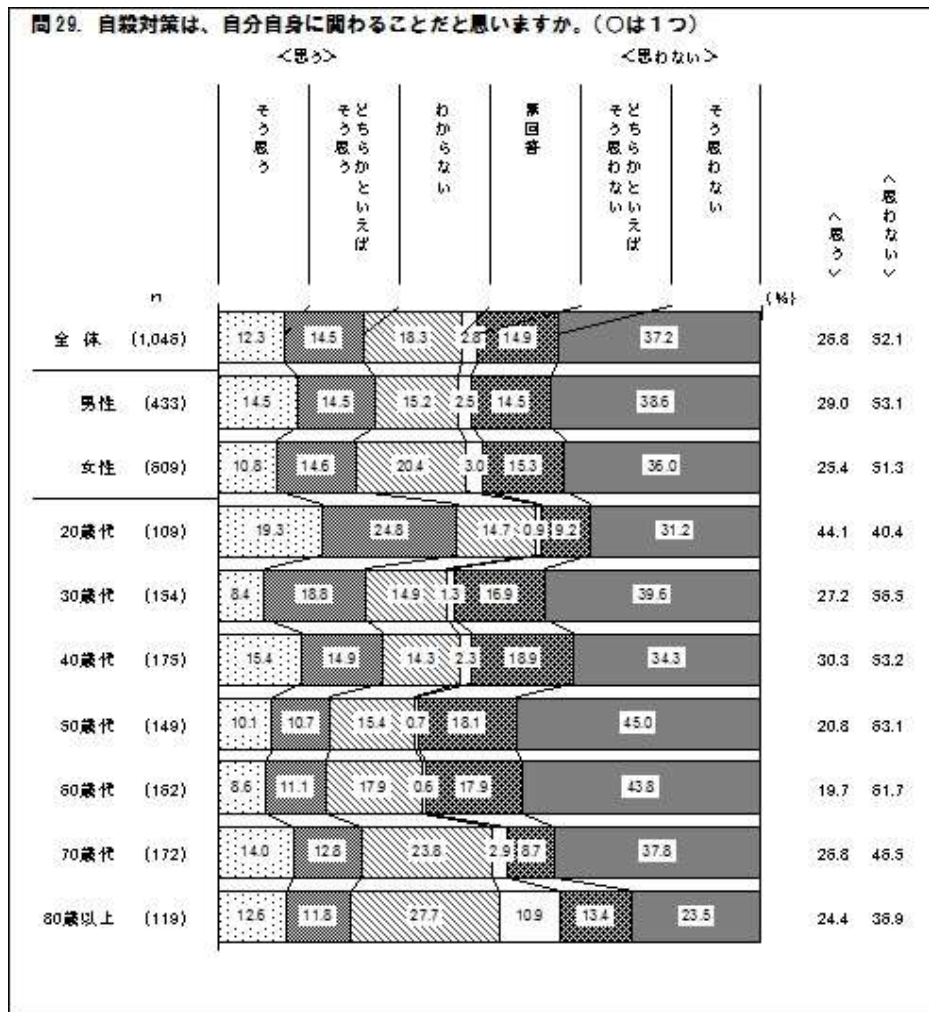 問29. 自殺対策は、自分自身に関わることだと思いますか。(○は1つ)
＜思う＞ ＜思わない＞
そう思う
どちらかといえばそう思う
わからない
無回答
どちらかといえばそう思わない
そう思わない
＜思う＞
＜思わない＞
n (%)
全体 12.3 14.5 18.3 2.8 14.9 37.2 26.8 52.1
男性 (433) 14.5 14.5 15.2 2.5 14.5 38.6 29.0 53.1
女性 (609) 10.8 14.6 20.4 3.0 15.3 36.0 25.4 51.3
20歳代 (109) 19.3 24.8 14.7 0.9 9.2 31.2 44.1 40.4
30歳代 (154) 8.4 18.8 14.9 1.3 16.9 39.6 27.2 56.5
40歳代 (175) 15.4 14.9 14.3 2.3 18.9 34.3 30.3 53.2
50歳代 (149) 10.1 10.7 15.4 0.7 18.1 45.0 20.8 63.1
60歳代 (162) 8.6 11.1 17.9 0.6 17.9 43.8 19.7 61.7
70歳代 (172) 14.0 12.8 23.8 2.9 8.7 37.8 26.8 46.5
80歳以上 (119) 12.6 11.8 27.7 10.9 13.4 23.5 24.4 36.9